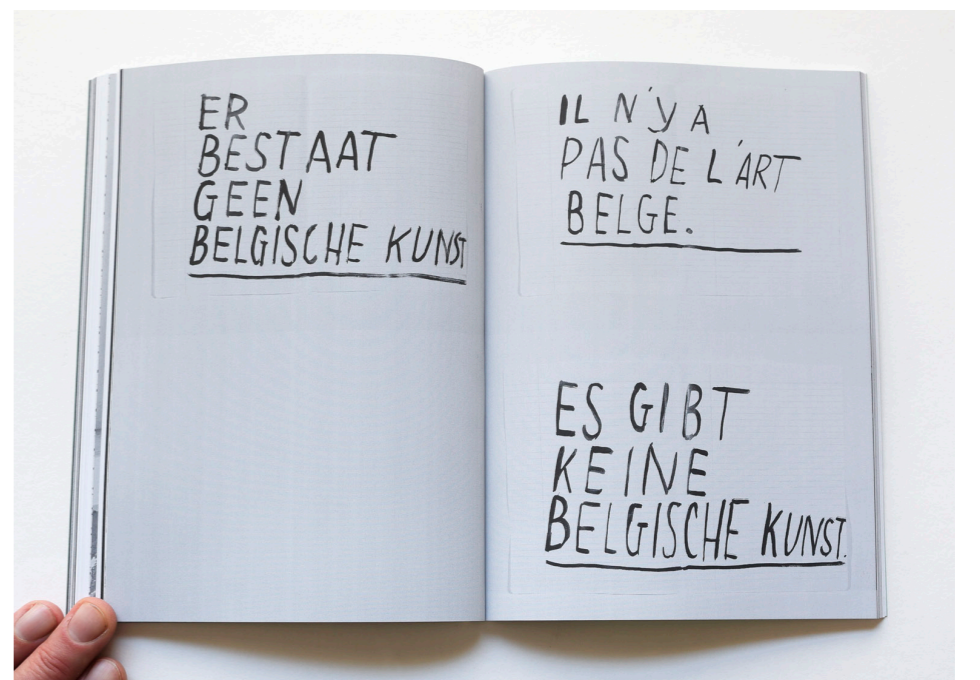 ER
BESTAAT
GEEN
BELGISCHE KUNST
IL N'Y A
PAS DE L'ART
BELGE.
ES GIBT
KEINE
BELGISCHE KUNST.